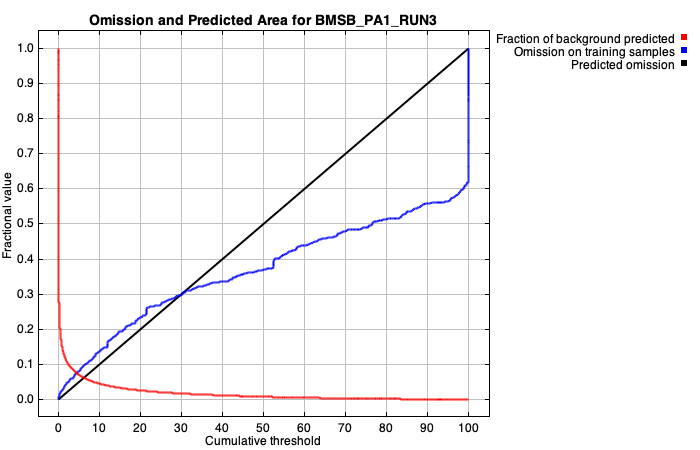 Omission and Predicted Area for BMSB_PA1_RUN3
Fraction of background predicted
Omission on training samples
Predicted omission
Fractional value
1.0
0.9
0.8
0.7
0.6
0.5
0.4
0.3
0.2
0.1
0.0
0 10 20 30 40 50 60 70 80 90 100
Cumulative threshold